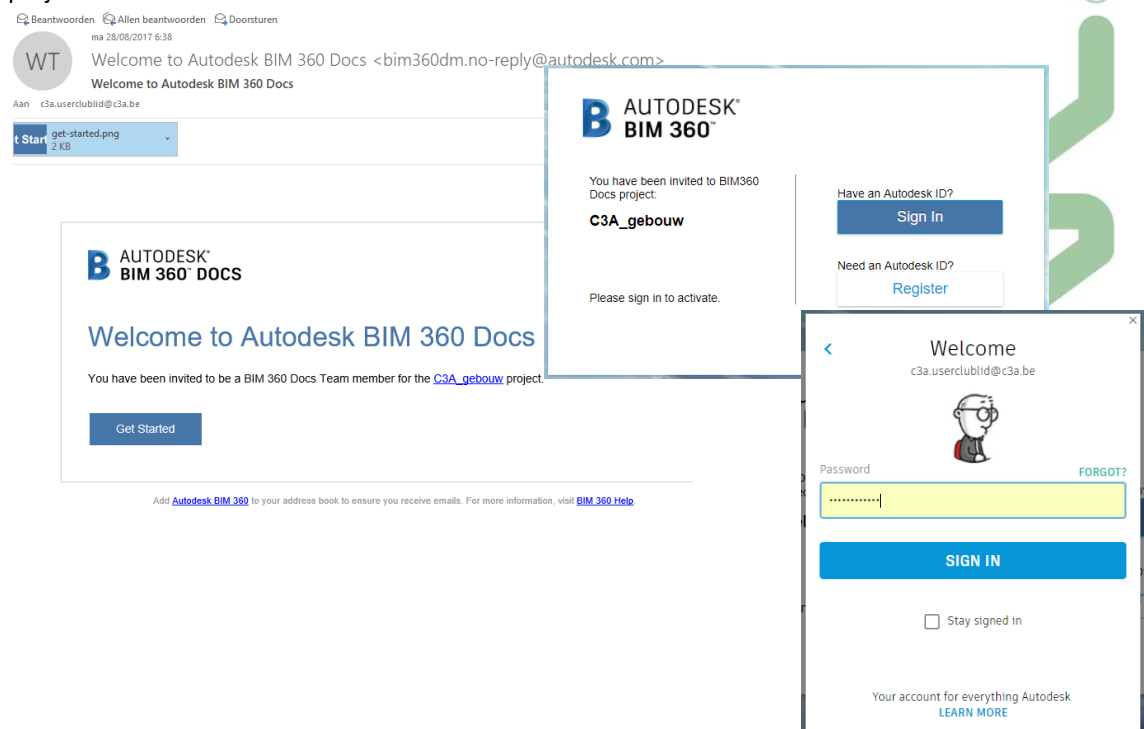 Beantwoorden Allen beantwoorden Doorsturen
ma 28/08/2017 6:38
WT
Welcome to Autodesk BIM 360 Docs <bim360dm.no-reply@autodesk.com>
Welcome to Autodesk BIM 360 Docs
Aan c3a.userclublid@c3a.be
t Start
get-started.png
2 KB
AUTODESK®
BIM 360™ DOCS
Welcome to Autodesk BIM 360 Docs
You have been invited to be a BIM 360 Docs Team member for the C3A_gebouw project.
Get Started
Add Autodesk BIM 360 to your address book to ensure you receive emails. For more information, visit BIM 360 Help.
AUTODESK®
BIM 360™
You have been invited to BIM360
Docs project:
C3A_gebouw
Please sign in to activate.
Have an Autodesk ID?
Sign In
Need an Autodesk ID?
Register
Welcome
c3a.userclublid@c3a.be
Password FORGOT?
SIGN IN
Stay signed in
Your account for everything Autodesk
LEARN MORE